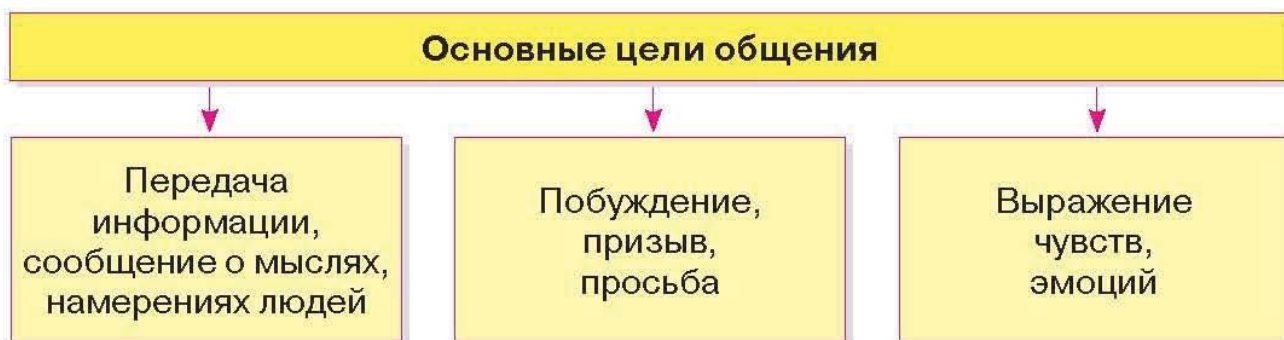 Основные цели общения
Передача
информации,
сообщение о мыслях,
намерениях людей
Побуждение,
призыв,
просьба
Выражение
чувств,
эмоций